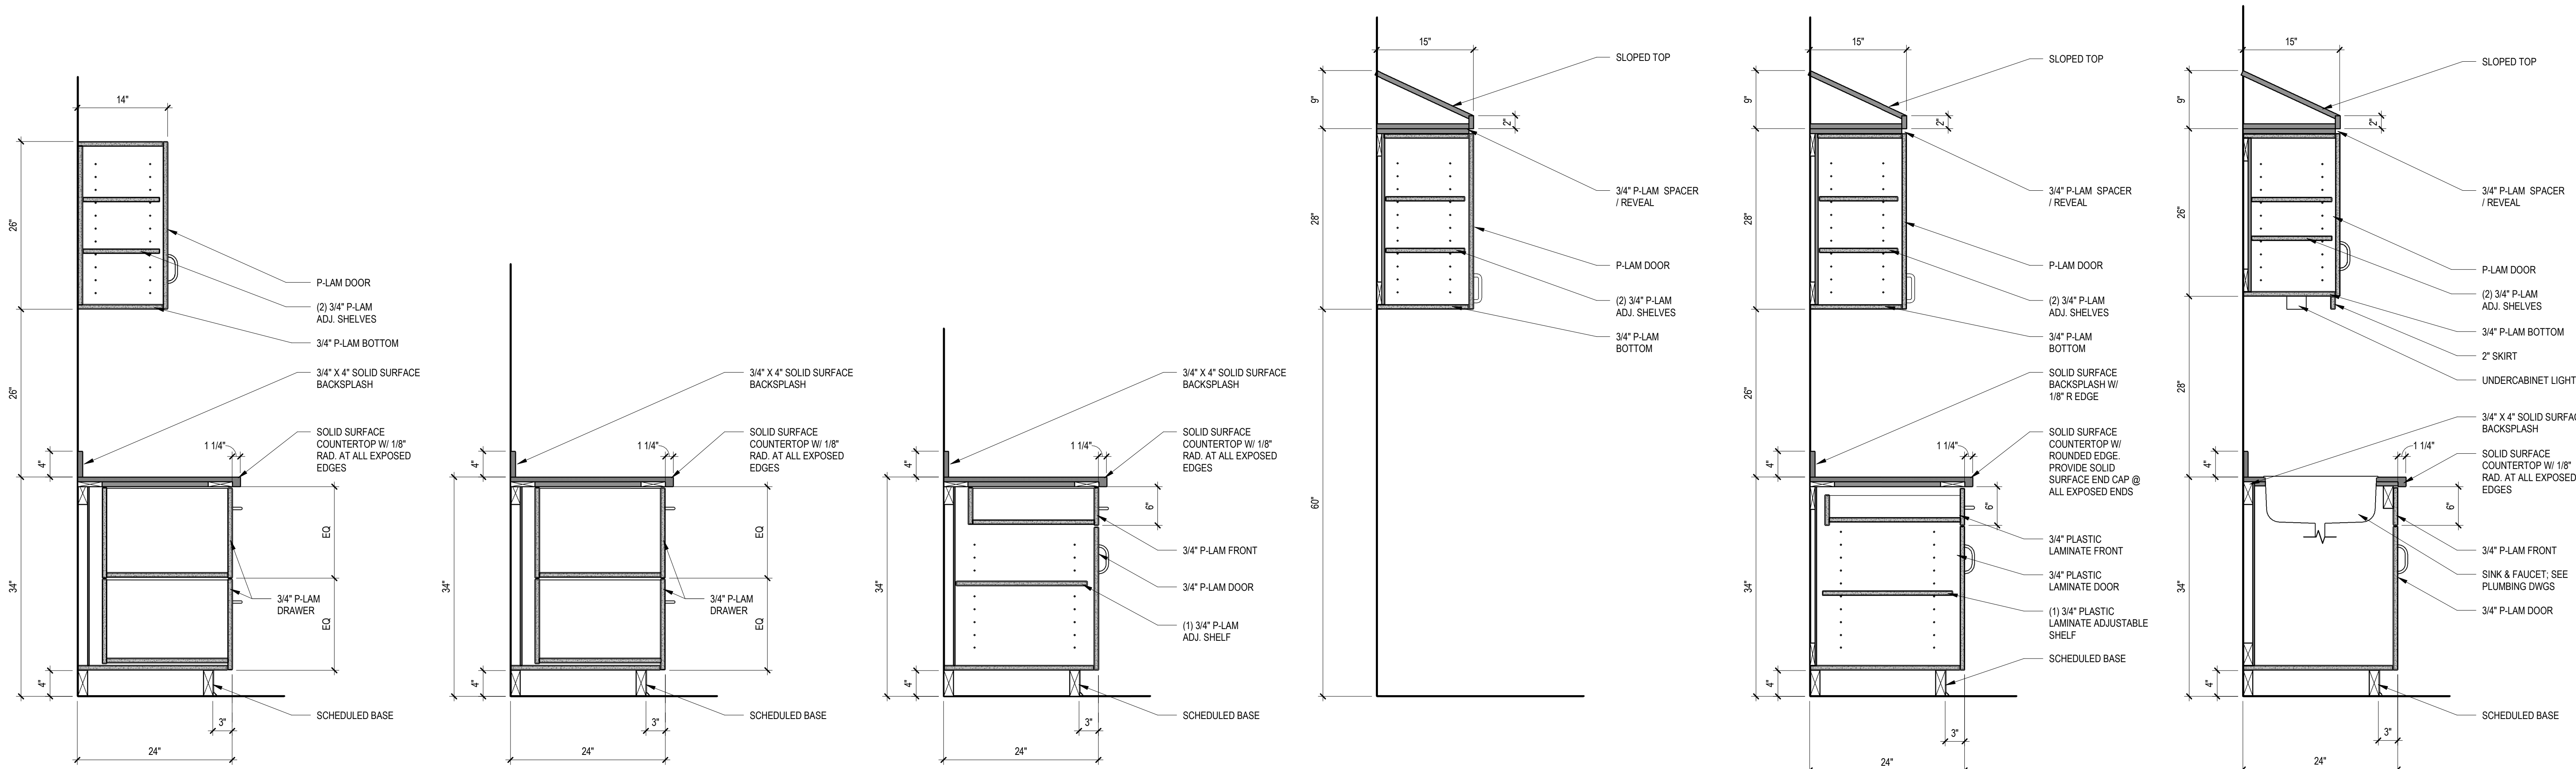 14"
26"
26"
4"
34"
4"
P-LAM DOOR
(2) 3/4" P-LAM
ADJ. SHELVES
3/4" P-LAM BOTTOM
3/4" X 4" SOLID SURFACE
BACKSPLASH
SOLID SURFACE
COUNTERTOP W/ 1/8"
RAD. AT ALL EXPOSED
EDGES
1 1/4"
EQ
EQ
3/4" P-LAM
DRAWER
SCHEDULED BASE
3"
24"
4"
34"
4"
3/4" X 4" SOLID SURFACE
BACKSPLASH
SOLID SURFACE
COUNTERTOP W/ 1/8"
RAD. AT ALL EXPOSED
EDGES
1 1/4"
EQ
EQ
3/4" P-LAM
DRAWER
SCHEDULED BASE
3"
24"
4"
34"
4"
3/4" X 4" SOLID SURFACE
BACKSPLASH
SOLID SURFACE
COUNTERTOP W/ 1/8"
RAD. AT ALL EXPOSED
EDGES
1 1/4"
6"
3/4" P-LAM FRONT
3/4" P-LAM DOOR
(1) 3/4" P-LAM
ADJ. SHELF
SCHEDULED BASE
3"
24"
15"
9"
28"
60"
2"
SLOPED TOP
3/4" P-LAM SPACER
/ REVEAL
P-LAM DOOR
(2) 3/4" P-LAM
ADJ. SHELVES
3/4" P-LAM
BOTTOM
15"
9"
28"
26"
4"
34"
4"
2"
SLOPED TOP
3/4" P-LAM SPACER
/ REVEAL
P-LAM DOOR
(2) 3/4" P-LAM
ADJ. SHELVES
3/4" P-LAM
BOTTOM
SOLID SURFACE
BACKSPLASH W/
1/8" R EDGE
SOLID SURFACE
COUNTERTOP W/
ROUNDED EDGE.
PROVIDE SOLID
SURFACE END CAP @
ALL EXPOSED ENDS
1 1/4"
6"
3/4" PLASTIC
LAMINATE FRONT
3/4" PLASTIC
LAMINATE DOOR
(1) 3/4" PLASTIC
LAMINATE ADJUSTABLE
SHELF
SCHEDULED BASE
3"
24"
15"
9"
26"
28"
4"
34"
4"
2"
SLOPED TOP
3/4" P-LAM SPACER
/ REVEAL
P-LAM DOOR
(2) 3/4" P-LAM
ADJ. SHELVES
3/4" P-LAM BOTTOM
2" SKIRT
UNDERCABINET LIGHT
3/4" X 4" SOLID SURFAC
BACKSPLASH
1 1/4"
SOLID SURFACE
COUNTERTOP W/ 1/8"
RAD. AT ALL EXPOSED
EDGES
6"
3/4" P-LAM FRONT
SINK & FAUCET; SEE
PLUMBING DWGS
3/4" P-LAM DOOR
SCHEDULED BASE
3"
24"